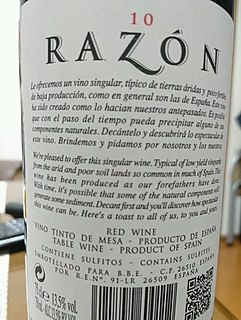 10
RAZÓN
Le ofrecemos un vino singular, típico de tierras áridas y poco fértiles
de baja producción, como en general son las de España. Este vino
ha sido creado como lo hacían nuestros antepasados. Es posible
que con el paso del tiempo pueda precipitar alguno de sus
componentes naturales. Decántelo y descubrirá lo espectacular de
este vino. Brindemos y pidamos por nosotros y los nuestros.
We're pleased to offer this singular wine. Typical of low yield vineyards
from the arid and poor soil lands so common in much of Spain. This
wine has been produced as our forefathers have done.
With time, it's possible that some of the natural components will
generate some sediment. Decant first and you'll discover how spectacular
this wine can be. Here's a toast to all of us, to you and yours.
RED WINE
VINO TINTO DE MESA - PRODUCTO DE ESPAÑA
TABLE WINE - PRODUCT OF SPAIN
CONTIENE SULFITOS - CONTAINS SULFITES
EMBOTELLADO PARA B.B.E. - C.P. 26510
POR R.E.Nº. 91-LR 26509 ESPAÑA
75cl 13,5% vol.